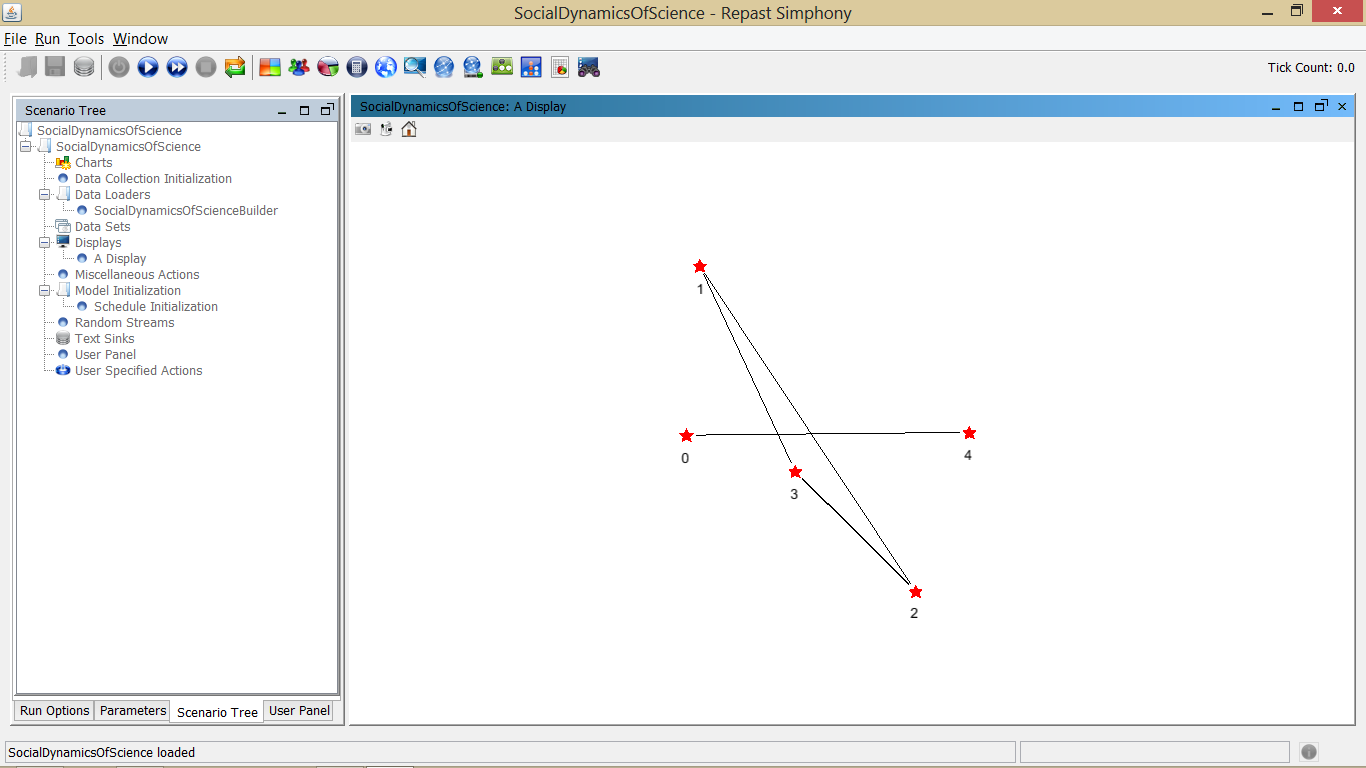 SocialDynamicsOfScience - Repast Simphony
File Run Tools Window
Tick Count: 0.0
Scenario Tree
SocialDynamicsOfScience
SocialDynamicsOfScience
Charts
Data Collection Initialization
Data Loaders
SocialDynamicsOfScienceBuilder
Data Sets
Displays
A Display
Miscellaneous Actions
Model Initialization
Schedule Initialization
Random Streams
Text Sinks
User Panel
User Specified Actions
Run Options Parameters Scenario Tree User Panel
SocialDynamicsOfScience: A Display
1
0
4
3
2
SocialDynamicsOfScience loaded